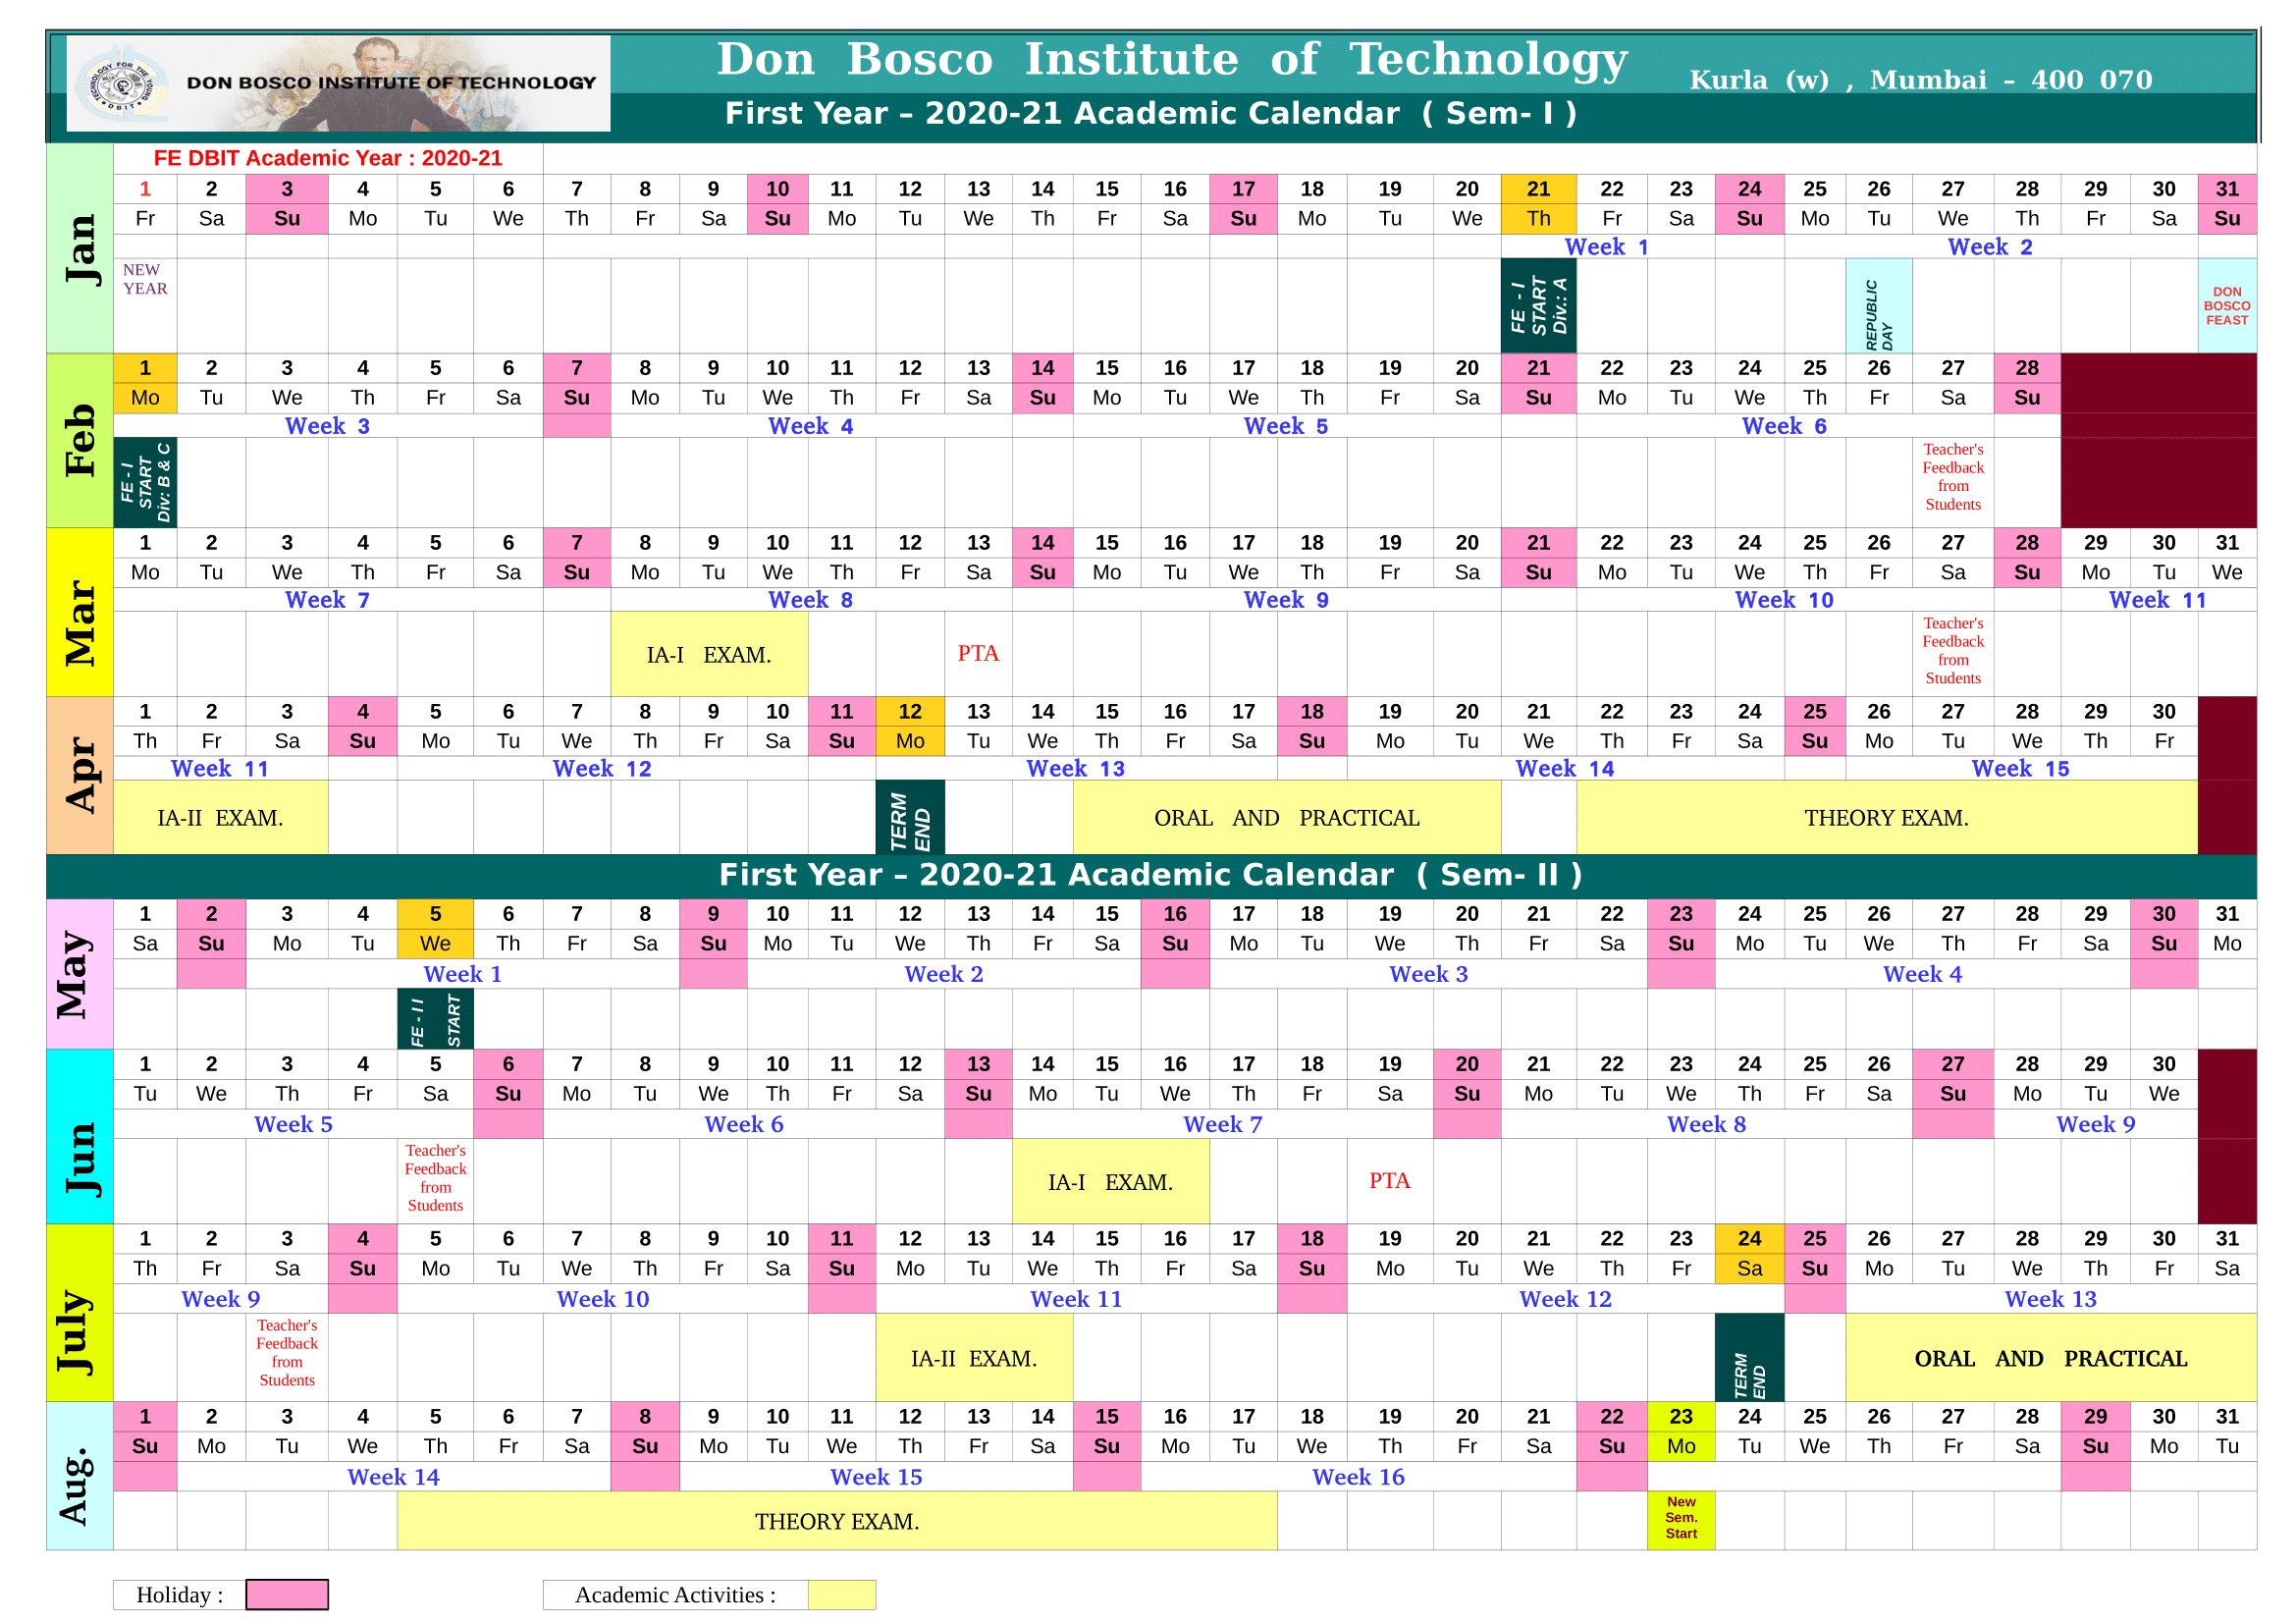 Don Bosco Institute of Technology
DON BOSCO INSTITUTE OF TECHNOLOGY
TECHNOLOGY FOR THE YOUNG
DBIT
Kurla (w) , Mumbai – 400 070
First Year – 2020-21 Academic Calendar ( Sem- I )
FE DBIT Academic Year : 2020-21
Jan
1 2 3 4 5 6 7 8 9 10 11 12 13 14 15 16 17 18 19 20 21 22 23 24 25 26 27 28 29 30 31
Fr Sa Su Mo Tu We Th Fr Sa Su Mo Tu We Th Fr Sa Su Mo Tu We Th Fr Sa Su Mo Tu We Th Fr Sa Su
Week 1 Week 2
NEW
YEAR
FE - I
START
Div.: A
REPUBLIC
DAY
DON
BOSCO
FEAST
Feb
1 2 3 4 5 6 7 8 9 10 11 12 13 14 15 16 17 18 19 20 21 22 23 24 25 26 27 28
Mo Tu We Th Fr Sa Su Mo Tu We Th Fr Sa Su Mo Tu We Th Fr Sa Su Mo Tu We Th Fr Sa Su
Week 3 Week 4 Week 5 Week 6
FE - I
START
Div: B & C
Teacher's
Feedback
from
Students
Mar
1 2 3 4 5 6 7 8 9 10 11 12 13 14 15 16 17 18 19 20 21 22 23 24 25 26 27 28 29 30 31
Mo Tu We Th Fr Sa Su Mo Tu We Th Fr Sa Su Mo Tu We Th Fr Sa Su Mo Tu We Th Fr Sa Su Mo Tu We
Week 7 Week 8 Week 9 Week 10 Week 11
IA-I EXAM.
PTA
Teacher's
Feedback
from
Students
Apr
1 2 3 4 5 6 7 8 9 10 11 12 13 14 15 16 17 18 19 20 21 22 23 24 25 26 27 28 29 30
Th Fr Sa Su Mo Tu We Th Fr Sa Su Mo Tu We Th Fr Sa Su Mo Tu We Th Fr Sa Su Mo Tu We Th Fr
Week 11 Week 12 Week 13 Week 14 Week 15
IA-II EXAM.
TERM
END
ORAL AND PRACTICAL
THEORY EXAM.
First Year – 2020-21 Academic Calendar ( Sem- II )
May
1 2 3 4 5 6 7 8 9 10 11 12 13 14 15 16 17 18 19 20 21 22 23 24 25 26 27 28 29 30 31
Sa Su Mo Tu We Th Fr Sa Su Mo Tu We Th Fr Sa Su Mo Tu We Th Fr Sa Su Mo Tu We Th Fr Sa Su Mo
Week 1 Week 2 Week 3 Week 4
FE - I I
START
Jun
1 2 3 4 5 6 7 8 9 10 11 12 13 14 15 16 17 18 19 20 21 22 23 24 25 26 27 28 29 30
Tu We Th Fr Sa Su Mo Tu We Th Fr Sa Su Mo Tu We Th Fr Sa Su Mo Tu We Th Fr Sa Su Mo Tu We
Week 5 Week 6 Week 7 Week 8 Week 9
Teacher's
Feedback
from
Students
IA-I EXAM.
PTA
July
1 2 3 4 5 6 7 8 9 10 11 12 13 14 15 16 17 18 19 20 21 22 23 24 25 26 27 28 29 30 31
Th Fr Sa Su Mo Tu We Th Fr Sa Su Mo Tu We Th Fr Sa Su Mo Tu We Th Fr Sa Su Mo Tu We Th Fr Sa
Week 9 Week 10 Week 11 Week 12 Week 13
Teacher's
Feedback
from
Students
IA-II EXAM.
TERM
END
ORAL AND PRACTICAL
Aug.
1 2 3 4 5 6 7 8 9 10 11 12 13 14 15 16 17 18 19 20 21 22 23 24 25 26 27 28 29 30 31
Su Mo Tu We Th Fr Sa Su Mo Tu We Th Fr Sa Su Mo Tu We Th Fr Sa Su Mo Tu We Th Fr Sa Su Mo Tu
Week 14 Week 15 Week 16
THEORY EXAM.
New
Sem.
Start
Holiday :
Academic Activities :